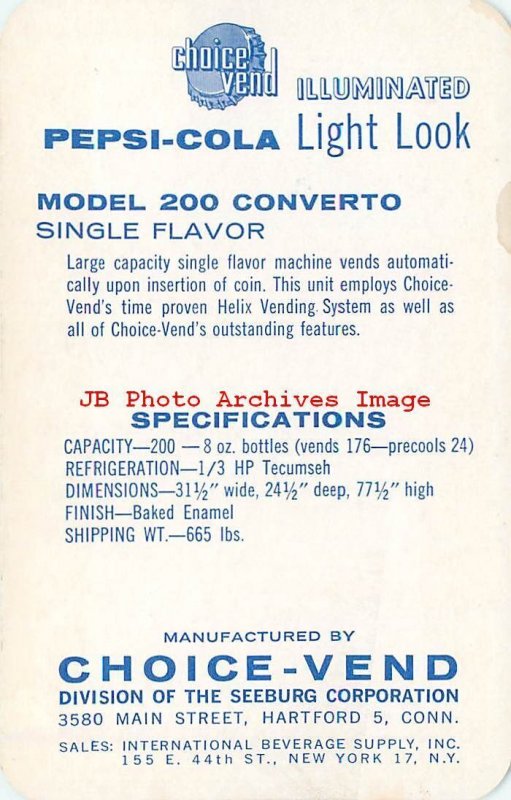 choice
vend
ILLUMINATED
PEPSI-COLA Light Look
MODEL 200 CONVERTO
SINGLE FLAVOR
Large capacity single flavor machine vends automati-
cally upon insertion of coin. This unit employs Choice-
Vend's time proven Helix Vending System as well as
all of Choice-Vend's outstanding features.
JB Photo Archives Image
SPECIFICATIONS
CAPACITY—200 — 8 oz. bottles (vends 176—precools 24)
REFRIGERATION—1/3 HP Tecumseh
DIMENSIONS—31½" wide, 24½" deep, 77½" high
FINISH—Baked Enamel
SHIPPING WT.—665 lbs.
MANUFACTURED BY
CHOICE-VEND
DIVISION OF THE SEEBURG CORPORATION
3580 MAIN STREET, HARTFORD 5, CONN.
SALES: INTERNATIONAL BEVERAGE SUPPLY, INC.
155 E. 44th ST., NEW YORK 17, N.Y.